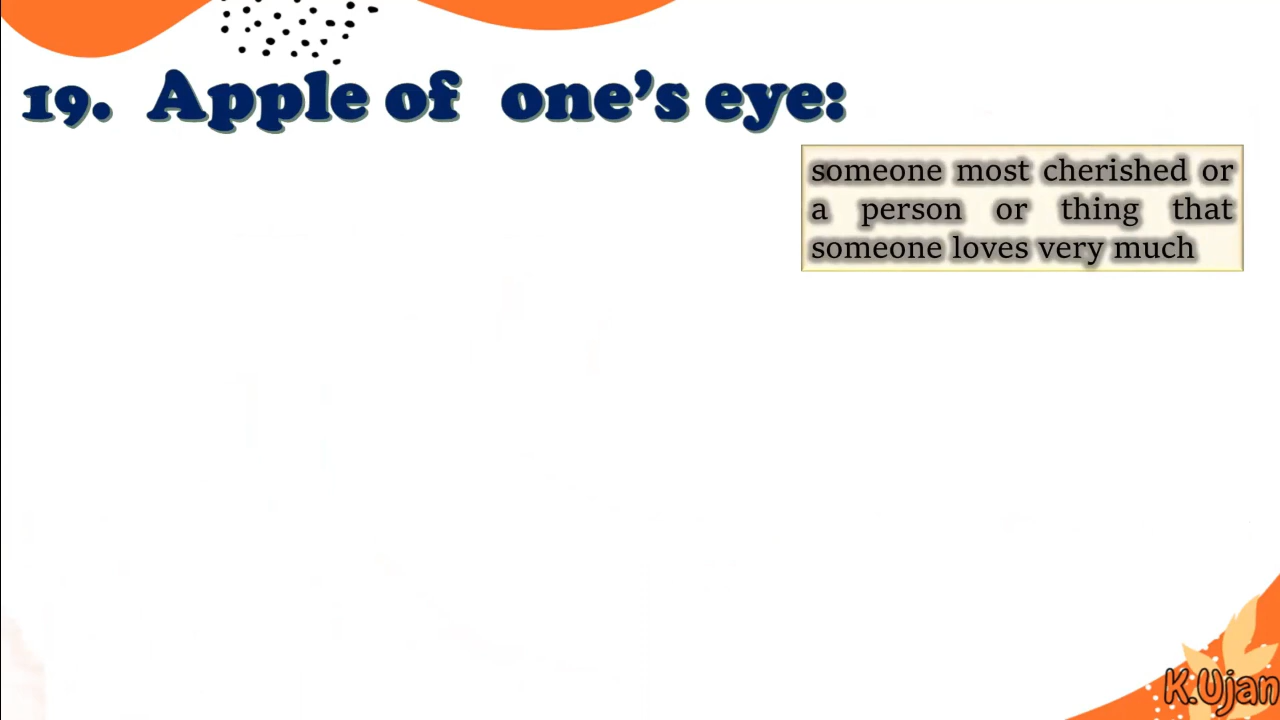 19. Apple of one’s eye:
someone most cherished or
a person or thing that
someone loves very much
K.Ujan